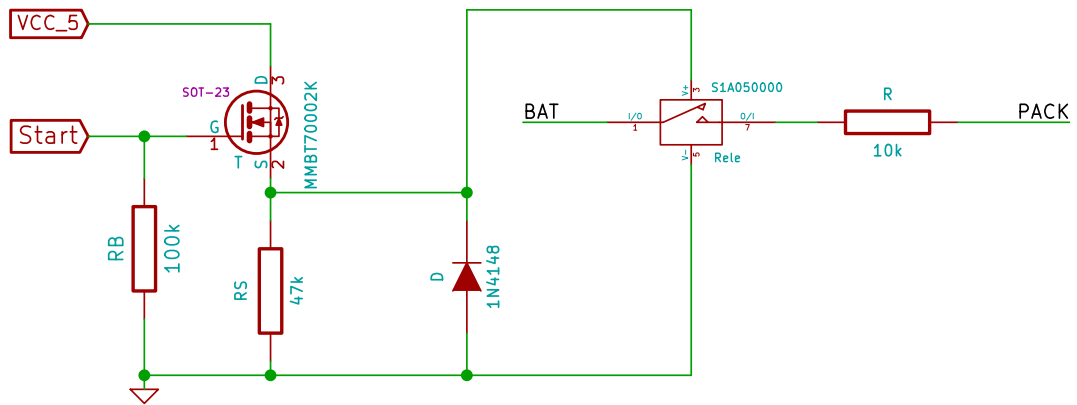 VCC_5
SOT-23
D
3
MMBT70002K
S1A050000
V+
3
BAT
I/O
1
O/I
7
R
PACK
Start
G
1
T
S
2
V-
5
Rele
10k
RB
100k
RS
47k
D
1N4148